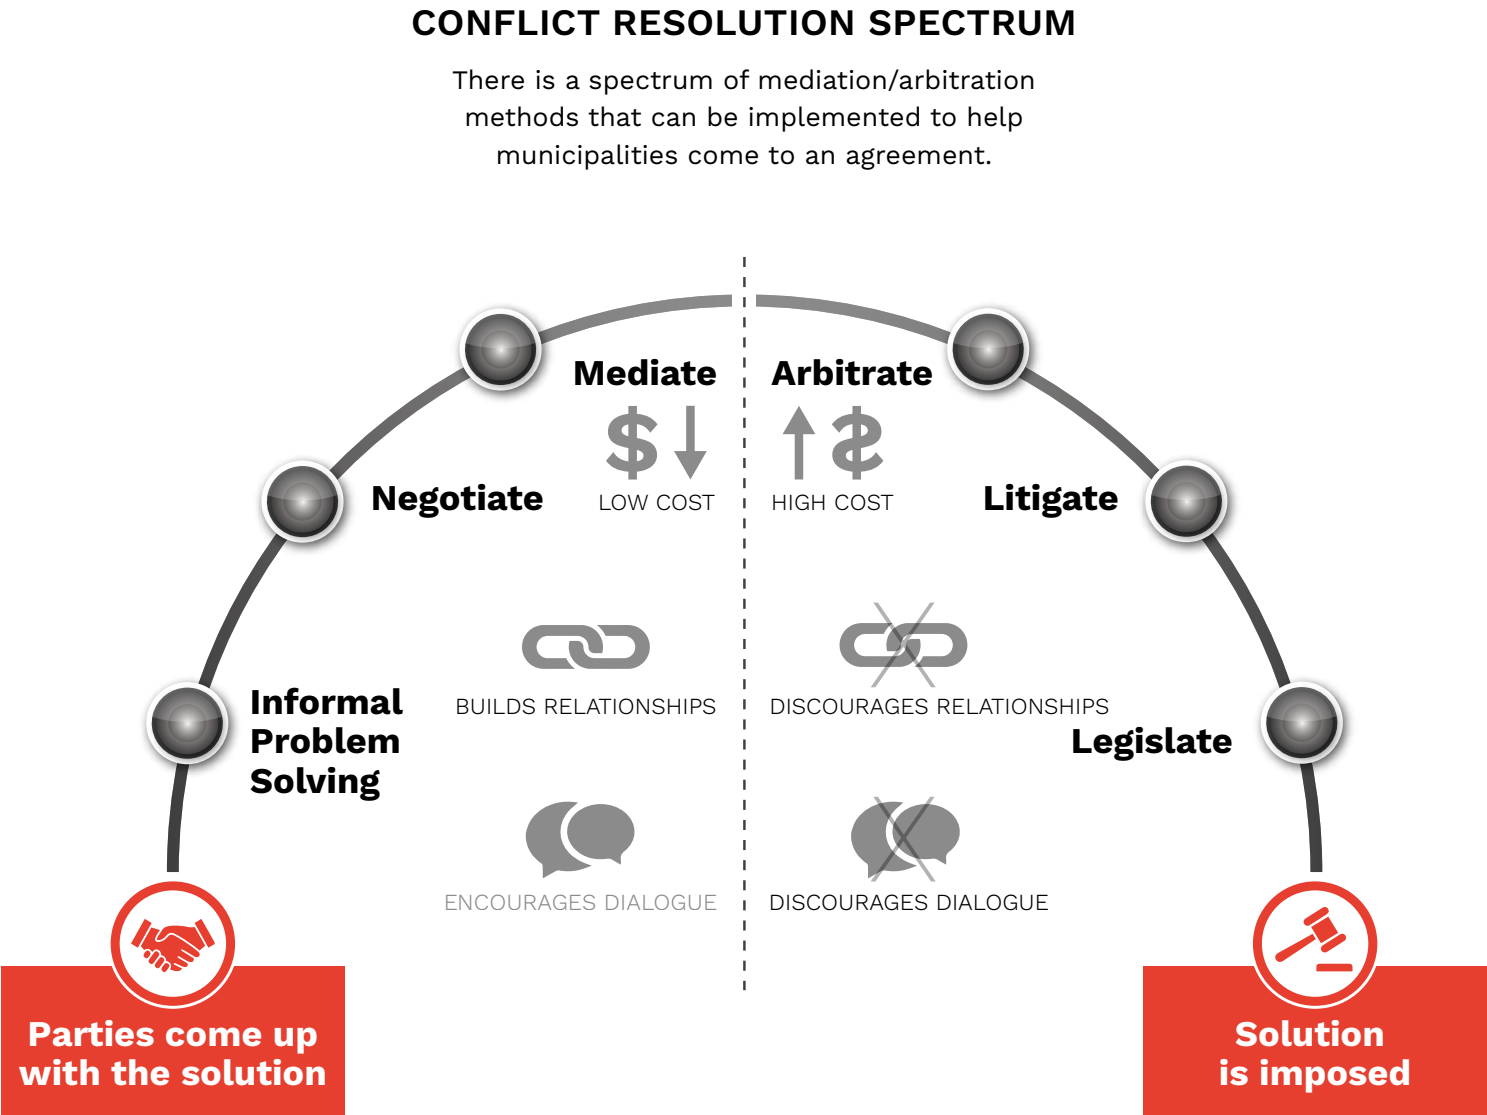 CONFLICT RESOLUTION SPECTRUM
There is a spectrum of mediation/arbitration
methods that can be implemented to help
municipalities come to an agreement.
Mediate
$
LOW COST
Negotiate
BUILDS RELATIONSHIPS
Informal
Problem
Solving
ENCOURAGES DIALOGUE
Parties come up
with the solution
Arbitrate
$
HIGH COST
Litigate
DISCOURAGES RELATIONSHIPS
Legislate
DISCOURAGES DIALOGUE
Solution
is imposed